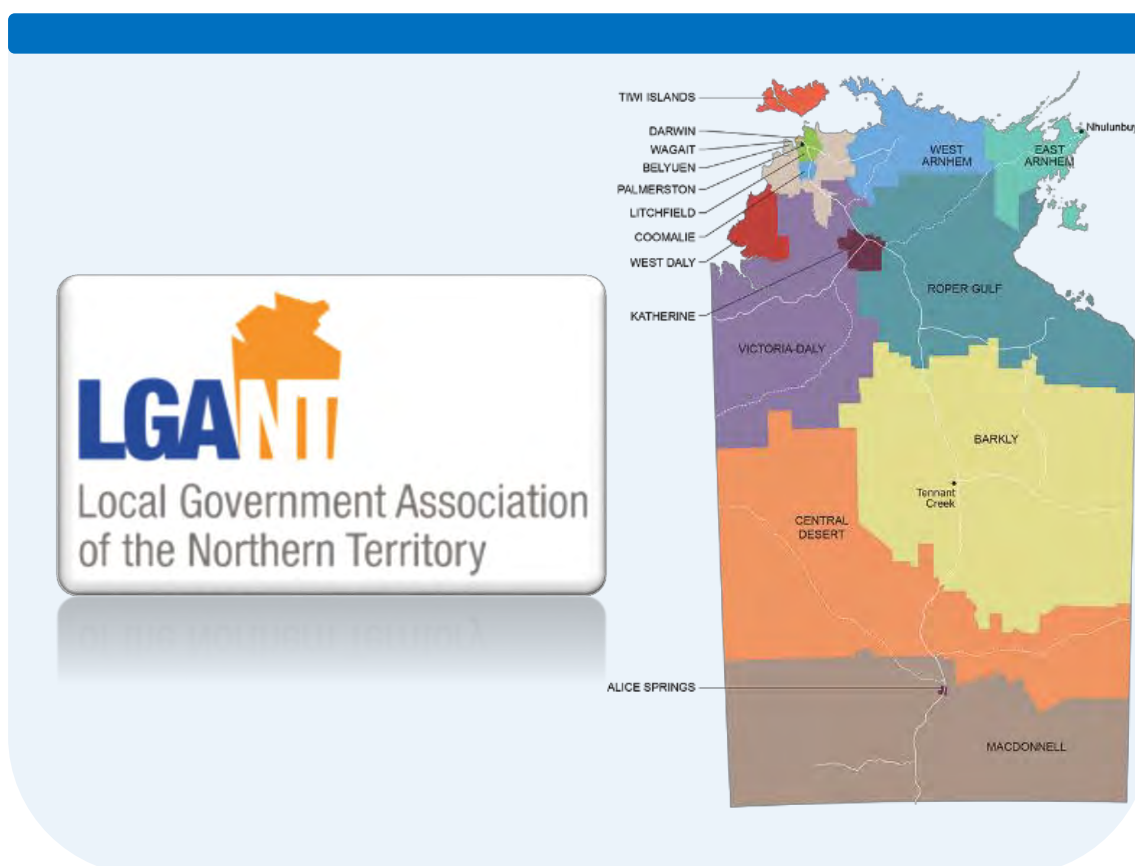 LGANT
Local Government Association
of the Northern Territory
TIWI ISLANDS
DARWIN
WAGAIT
BELYUEN
PALMERSTON
LITCHFIELD
COOMALIE
WEST DALY
KATHERINE
ALICE SPRINGS
Nhulunbuy
WEST
ARNHEM
EAST
ARNHEM
ROPER GULF
VICTORIA-DALY
BARKLY
Tennant
Creek
CENTRAL
DESERT
MACDONNELL